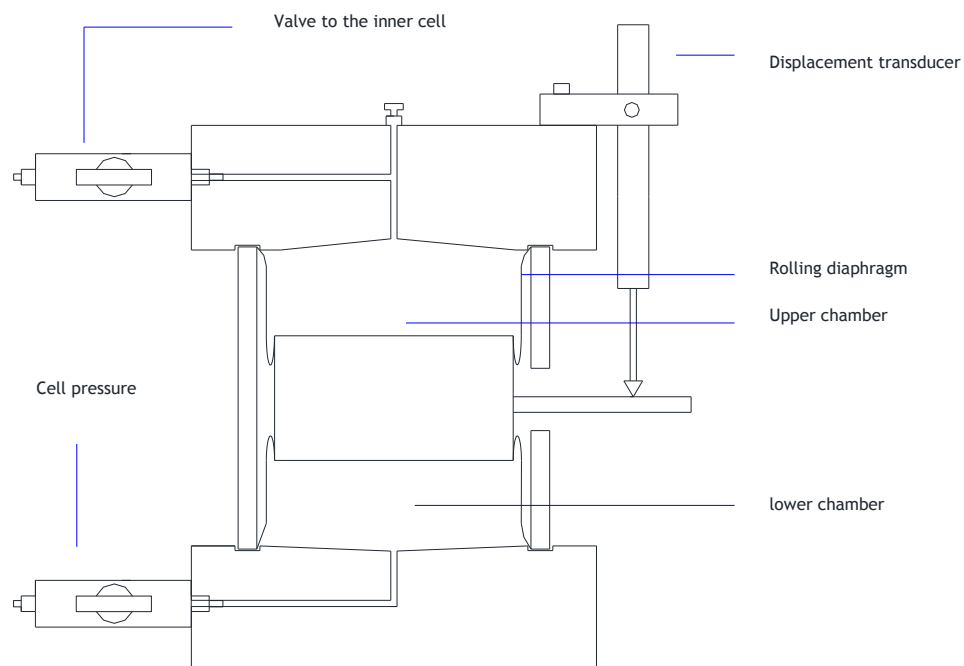 Valve to the inner cell
Displacement transducer
Rolling diaphragm
Upper chamber
Cell pressure
lower chamber